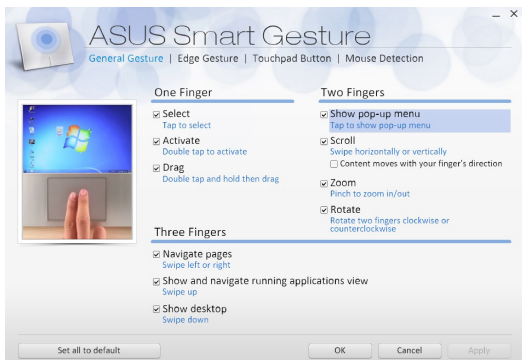 ASUS Smart Gesture
General Gesture | Edge Gesture | Touchpad Button | Mouse Detection
One Finger
Select
Tap to select
Activate
Double tap to activate
Drag
Double tap and hold then drag
Two Fingers
Show pop-up menu
Tap to show pop-up menu
Scroll
Swipe horizontally or vertically
Content moves with your finger's direction
Zoom
Pinch to zoom in/out
Rotate
Rotate two fingers clockwise or
counterclockwise
Three Fingers
Navigate pages
Swipe left or right
Show and navigate running applications view
Swipe up
Show desktop
Swipe down
Set all to default
OK
Cancel
Apply